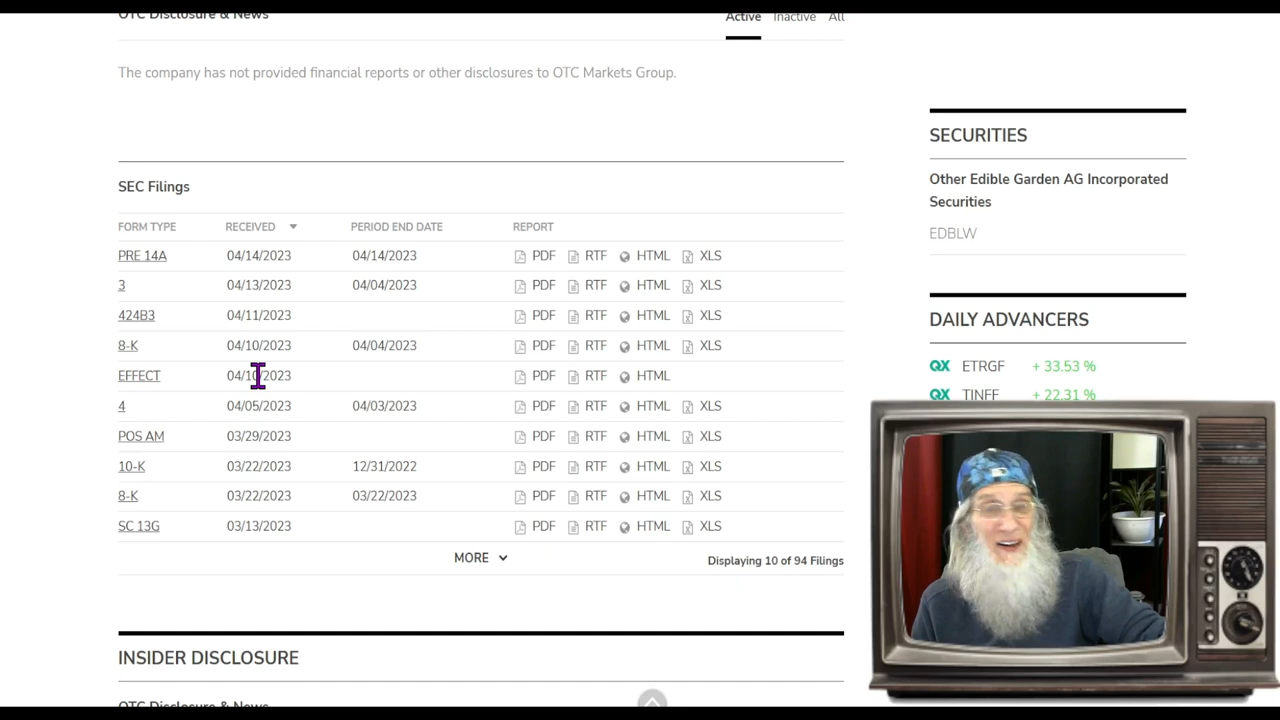 OTC Disclosure & News
Active Inactive All
The company has not provided financial reports or other disclosures to OTC Markets Group.
SEC Filings
FORM TYPE RECEIVED PERIOD END DATE REPORT
PRE 14A 04/14/2023 04/14/2023 PDF RTF HTML XLS
3 04/13/2023 04/04/2023 PDF RTF HTML XLS
424B3 04/11/2023 PDF RTF HTML XLS
8-K 04/10/2023 04/04/2023 PDF RTF HTML XLS
EFFECT 04/10/2023 PDF RTF HTML
4 04/05/2023 04/03/2023 PDF RTF HTML XLS
POS AM 03/29/2023 PDF RTF HTML XLS
10-K 03/22/2023 12/31/2022 PDF RTF HTML XLS
8-K 03/22/2023 03/22/2023 PDF RTF HTML XLS
SC 13G 03/13/2023 PDF RTF HTML XLS
MORE
Displaying 10 of 94 Filings
INSIDER DISCLOSURE
OTC Disclosure & News
SECURITIES
Other Edible Garden AG Incorporated
Securities
EDBLW
DAILY ADVANCERS
QX ETRGF + 33.53 %
QX TINFF + 22.31 %